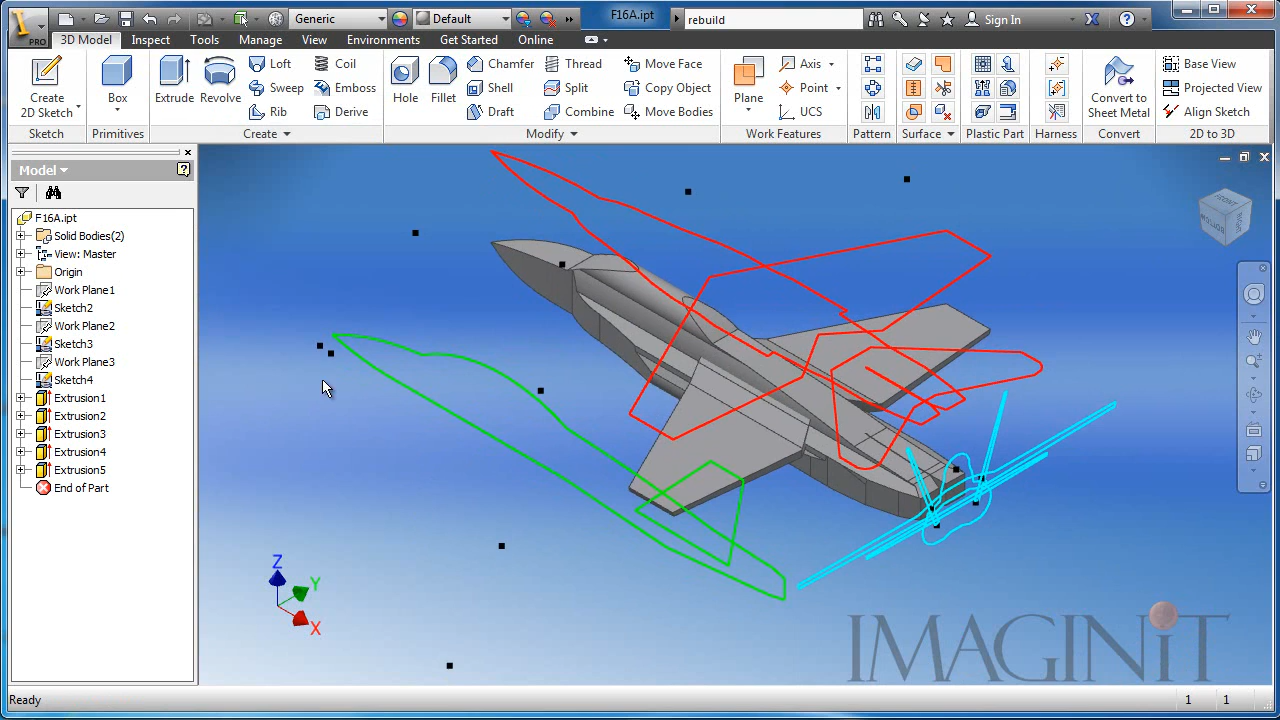 PRO
Generic
Default
F16A.ipt
rebuild
Sign In
3D Model
Inspect
Tools
Manage
View
Environments
Get Started
Online
Create
2D Sketch
Box
Extrude
Revolve
Loft
Sweep
Rib
Coil
Emboss
Derive
Hole
Fillet
Chamfer
Shell
Draft
Thread
Split
Combine
Move Face
Copy Object
Move Bodies
Plane
Axis
Point
UCS
Convert to
Sheet Metal
Base View
Projected View
Align Sketch
Sketch
Primitives
Create
Modify
Work Features
Pattern
Surface
Plastic Part
Harness
Convert
2D to 3D
Model
F16A.ipt
Solid Bodies(2)
View: Master
Origin
Work Plane1
Sketch2
Work Plane2
Sketch3
Work Plane3
Sketch4
Extrusion1
Extrusion2
Extrusion3
Extrusion4
Extrusion5
End of Part
Z
Y
X
IMAGINiT
Ready
1
1